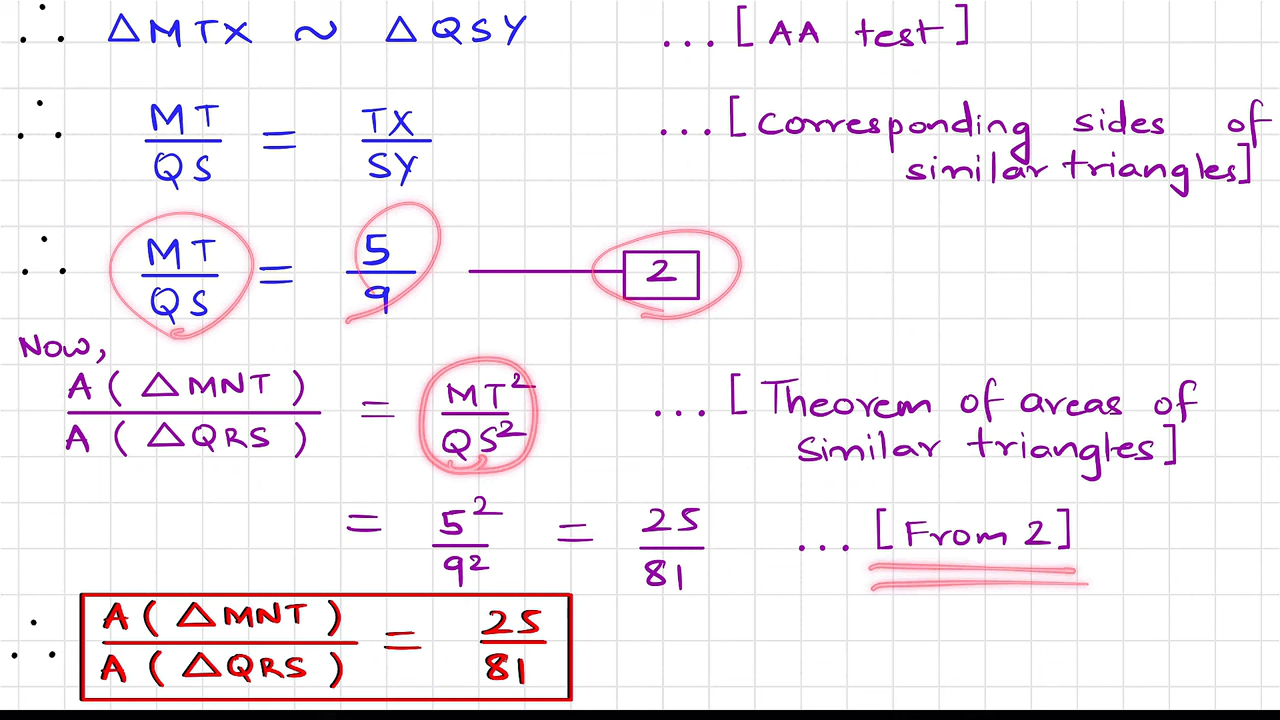 ∴ △MTX ~ △QSY ... [AA test]
∴ MT/QS = TX/SY ... [Corresponding sides of
similar triangles]
∴ MT/QS = 5/9 —— 2
Now,
A(△MNT)/A(△QRS) = MT²/QS² ... [Theorem of areas of
similar triangles]
= 5²/9² = 25/81 ... [From 2]
∴ A(△MNT)/A(△QRS) = 25/81